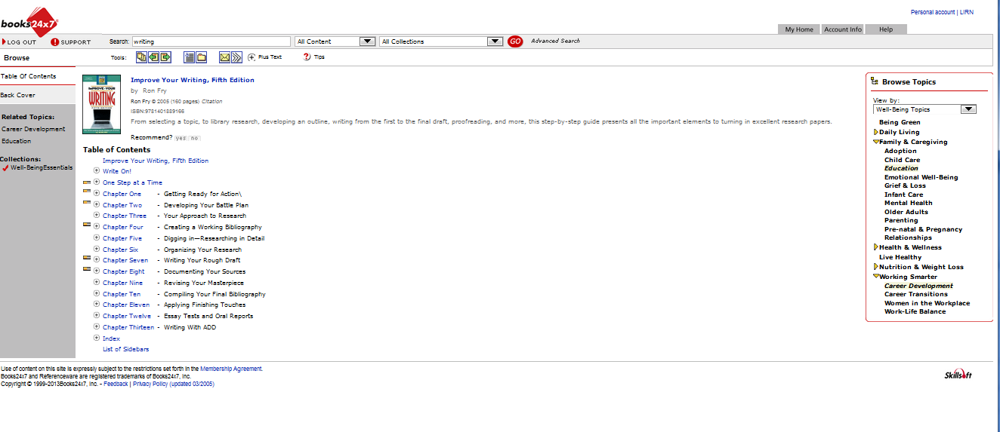 Personal account | LIRN
books24x7
My Home Account Info Help
LOG OUT SUPPORT Search: writing All Content All Collections GO Advanced Search
Browse Tools: Plus Text Tips
Table Of Contents
Back Cover
Related Topics:
Career Development
Education
Collections:
Well-BeingEssentials
IMPROVE YOUR
WRITING
Improve Your Writing, Fifth Edition
by Ron Fry
Ron Fry © 2005 (160 pages) Citation
ISBN:9781401889166
From selecting a topic, to library research, developing an outline, writing from the first to the final draft, proofreading, and more, this step-by-step guide presents all the important elements to turning in excellent research papers.
Recommend? yes no
Table of Contents
Improve Your Writing, Fifth Edition
Write On!
One Step at a Time
Chapter One - Getting Ready for Action\
Chapter Two - Developing Your Battle Plan
Chapter Three - Your Approach to Research
Chapter Four - Creating a Working Bibliography
Chapter Five - Digging in—Researching in Detail
Chapter Six - Organizing Your Research
Chapter Seven - Writing Your Rough Draft
Chapter Eight - Documenting Your Sources
Chapter Nine - Revising Your Masterpiece
Chapter Ten - Compiling Your Final Bibliography
Chapter Eleven - Applying Finishing Touches
Chapter Twelve - Essay Tests and Oral Reports
Chapter Thirteen - Writing With ADD
Index
List of Sidebars
Browse Topics
View by:
Well-Being Topics
Being Green
Daily Living
Family & Caregiving
Adoption
Child Care
Education
Emotional Well-Being
Grief & Loss
Infant Care
Mental Health
Older Adults
Parenting
Pre-natal & Pregnancy
Relationships
Health & Wellness
Live Healthy
Nutrition & Weight Loss
Working Smarter
Career Development
Career Transitions
Women in the Workplace
Work-Life Balance
Use of content on this site is expressly subject to the restrictions set forth in the Membership Agreement.
Books24x7 and Referenceware are registered trademarks of Books24x7, Inc.
Copyright © 1999-2013Books24x7, Inc. - Feedback | Privacy Policy (updated 03/2005)
Skillsoft